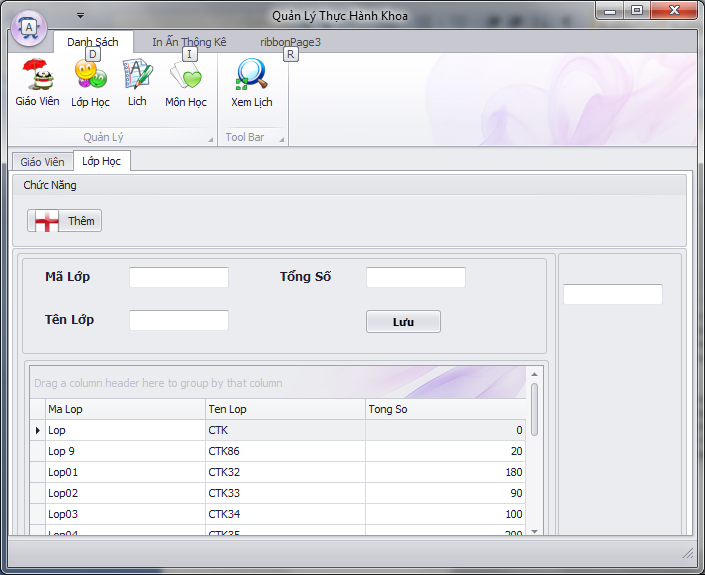 Quản Lý Thực Hành Khoa
A
Danh Sách In Ấn Thông Kê ribbonPage3
D I R
Giáo Viên Lớp Học Lich Môn Học Xem Lịch
Quản Lý Tool Bar
Giáo Viên Lớp Học
Chức Năng
Thêm
Mã Lớp Tổng Số
Tên Lớp Lưu
Drag a column header here to group by that column
Ma Lop Ten Lop Tong So
Lop CTK 0
Lop 9 CTK86 20
Lop01 CTK32 180
Lop02 CTK33 90
Lop03 CTK34 100
Lop04 CTK35 200